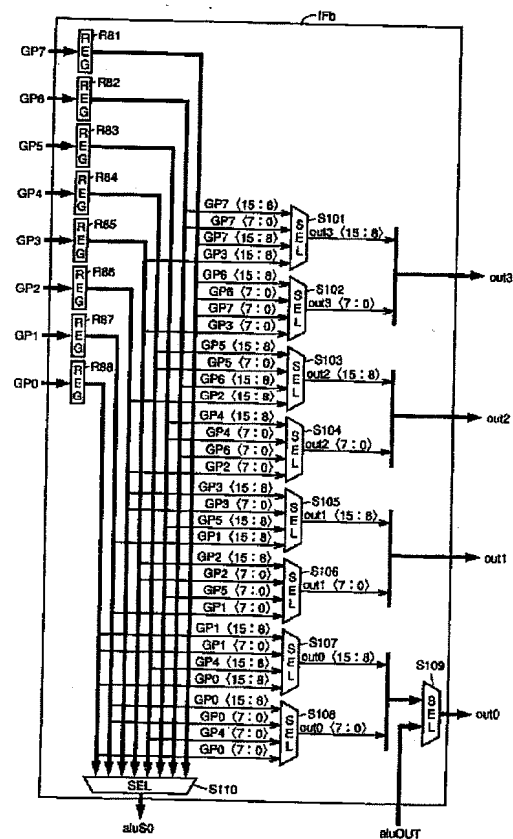 IFb
GP7
REG
R81
GP6
REG
R82
GP5
REG
R83
GP4
REG
R84
GP3
REG
R85
GP2
REG
R86
GP1
REG
R87
GP0
REG
R88
GP7 (15:8)
GP7 (7:0)
GP7 (15:8)
GP3 (15:8)
SEL
S101
out3 (15:8)
GP6 (15:8)
GP6 (7:0)
GP7 (7:0)
GP3 (7:0)
SEL
S102
out3 (7:0)
out3
GP5 (15:8)
GP5 (7:0)
GP6 (15:8)
GP2 (15:8)
SEL
S103
out2 (15:8)
GP4 (15:8)
GP4 (7:0)
GP6 (7:0)
GP2 (7:0)
SEL
S104
out2 (7:0)
out2
GP3 (15:8)
GP3 (7:0)
GP5 (15:8)
GP1 (15:8)
SEL
S105
out1 (15:8)
GP2 (15:8)
GP2 (7:0)
GP5 (7:0)
GP1 (7:0)
SEL
S106
out1 (7:0)
out1
GP1 (15:8)
GP1 (7:0)
GP4 (15:8)
GP0 (15:8)
SEL
S107
out0 (15:8)
GP0 (15:8)
GP0 (7:0)
GP4 (7:0)
GP0 (7:0)
SEL
S108
out0 (7:0)
S109
SEL
out0
SEL
S110
aluS0
aluOUT